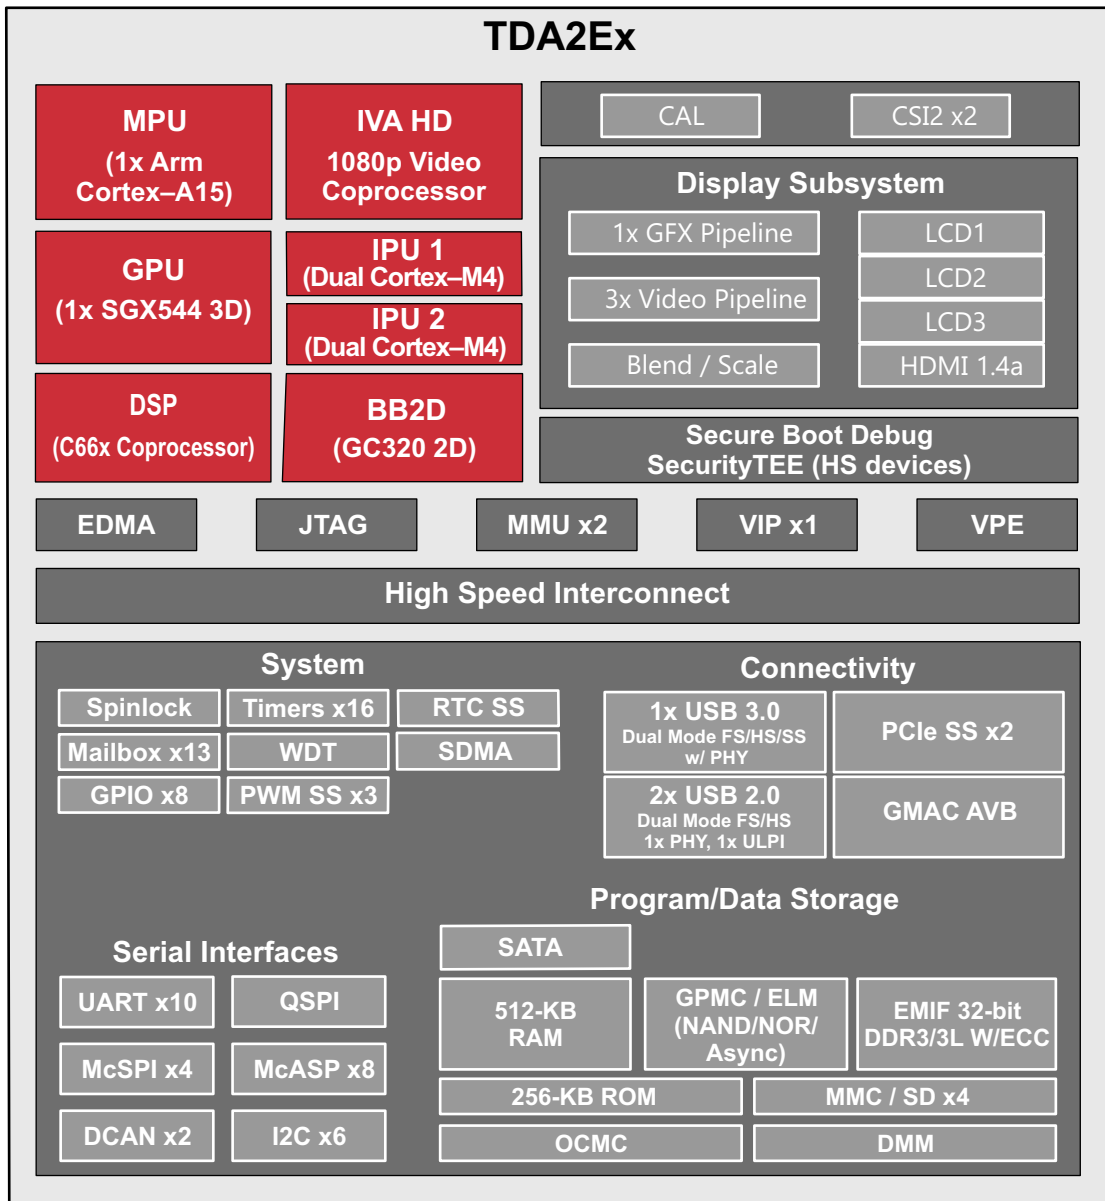 TDA2Ex
MPU
(1x Arm
Cortex–A15)
IVA HD
1080p Video
Coprocessor
CAL
CSI2 x2
GPU
(1x SGX544 3D)
IPU 1
(Dual Cortex–M4)
IPU 2
(Dual Cortex–M4)
Display Subsystem
1x GFX Pipeline
3x Video Pipeline
Blend / Scale
LCD1
LCD2
LCD3
HDMI 1.4a
DSP
(C66x Coprocessor)
BB2D
(GC320 2D)
Secure Boot Debug
SecurityTEE (HS devices)
EDMA
JTAG
MMU x2
VIP x1
VPE
High Speed Interconnect
System
Spinlock
Timers x16
RTC SS
Mailbox x13
WDT
SDMA
GPIO x8
PWM SS x3
Connectivity
1x USB 3.0
Dual Mode FS/HS/SS
w/ PHY
PCIe SS x2
2x USB 2.0
Dual Mode FS/HS
1x PHY, 1x ULPI
GMAC AVB
Serial Interfaces
UART x10
QSPI
McSPI x4
McASP x8
DCAN x2
I2C x6
Program/Data Storage
SATA
512-KB
RAM
GPMC / ELM
(NAND/NOR/
Async)
EMIF 32-bit
DDR3/3L W/ECC
256-KB ROM
MMC / SD x4
OCMC
DMM